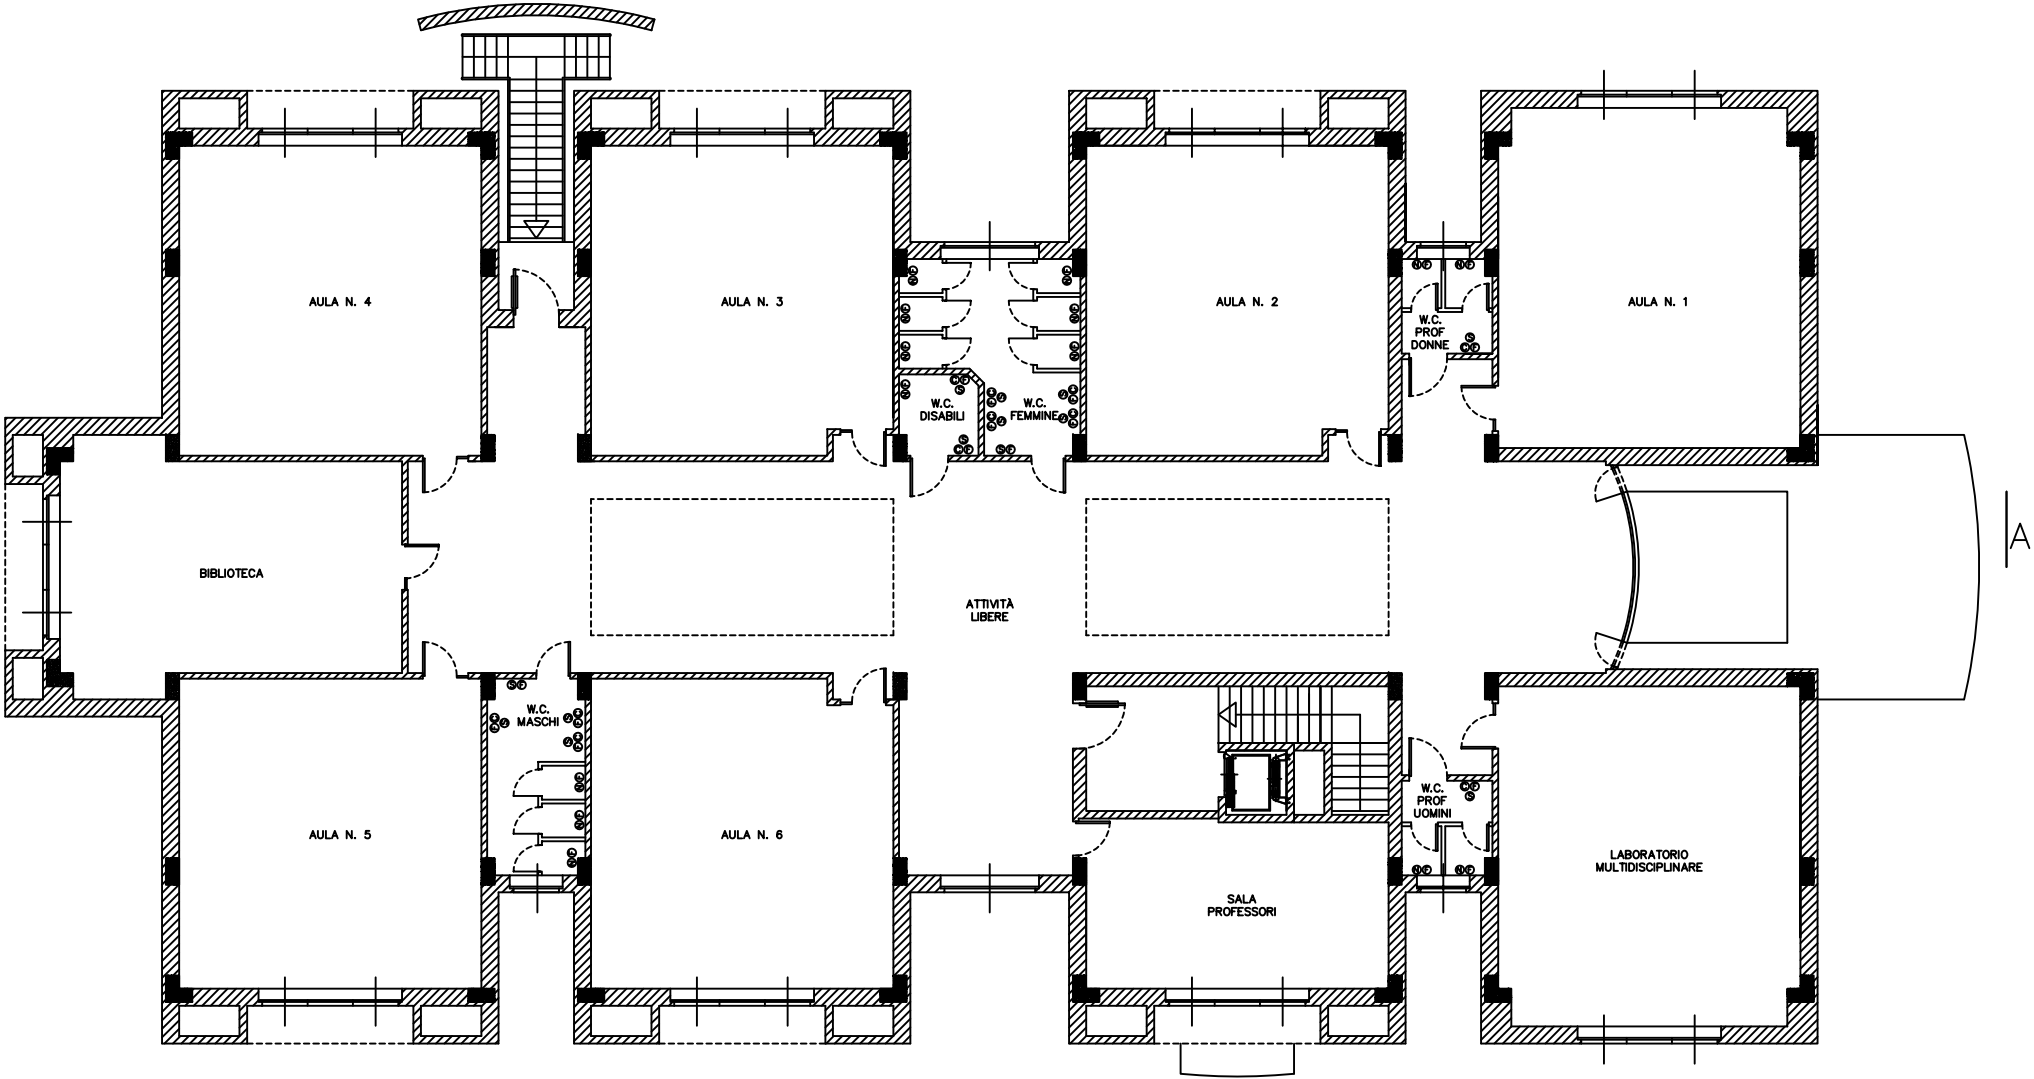 AULA N. 4
AULA N. 3
AULA N. 2
AULA N. 1
W.C.
PROF
DONNE
W.C.
DISABILI
W.C.
FEMMINE
BIBLIOTECA
ATTIVITÀ
LIBERE
A
W.C.
MASCHI
AULA N. 5
AULA N. 6
W.C.
PROF
UOMINI
SALA
PROFESSORI
LABORATORIO
MULTIDISCIPLINARE